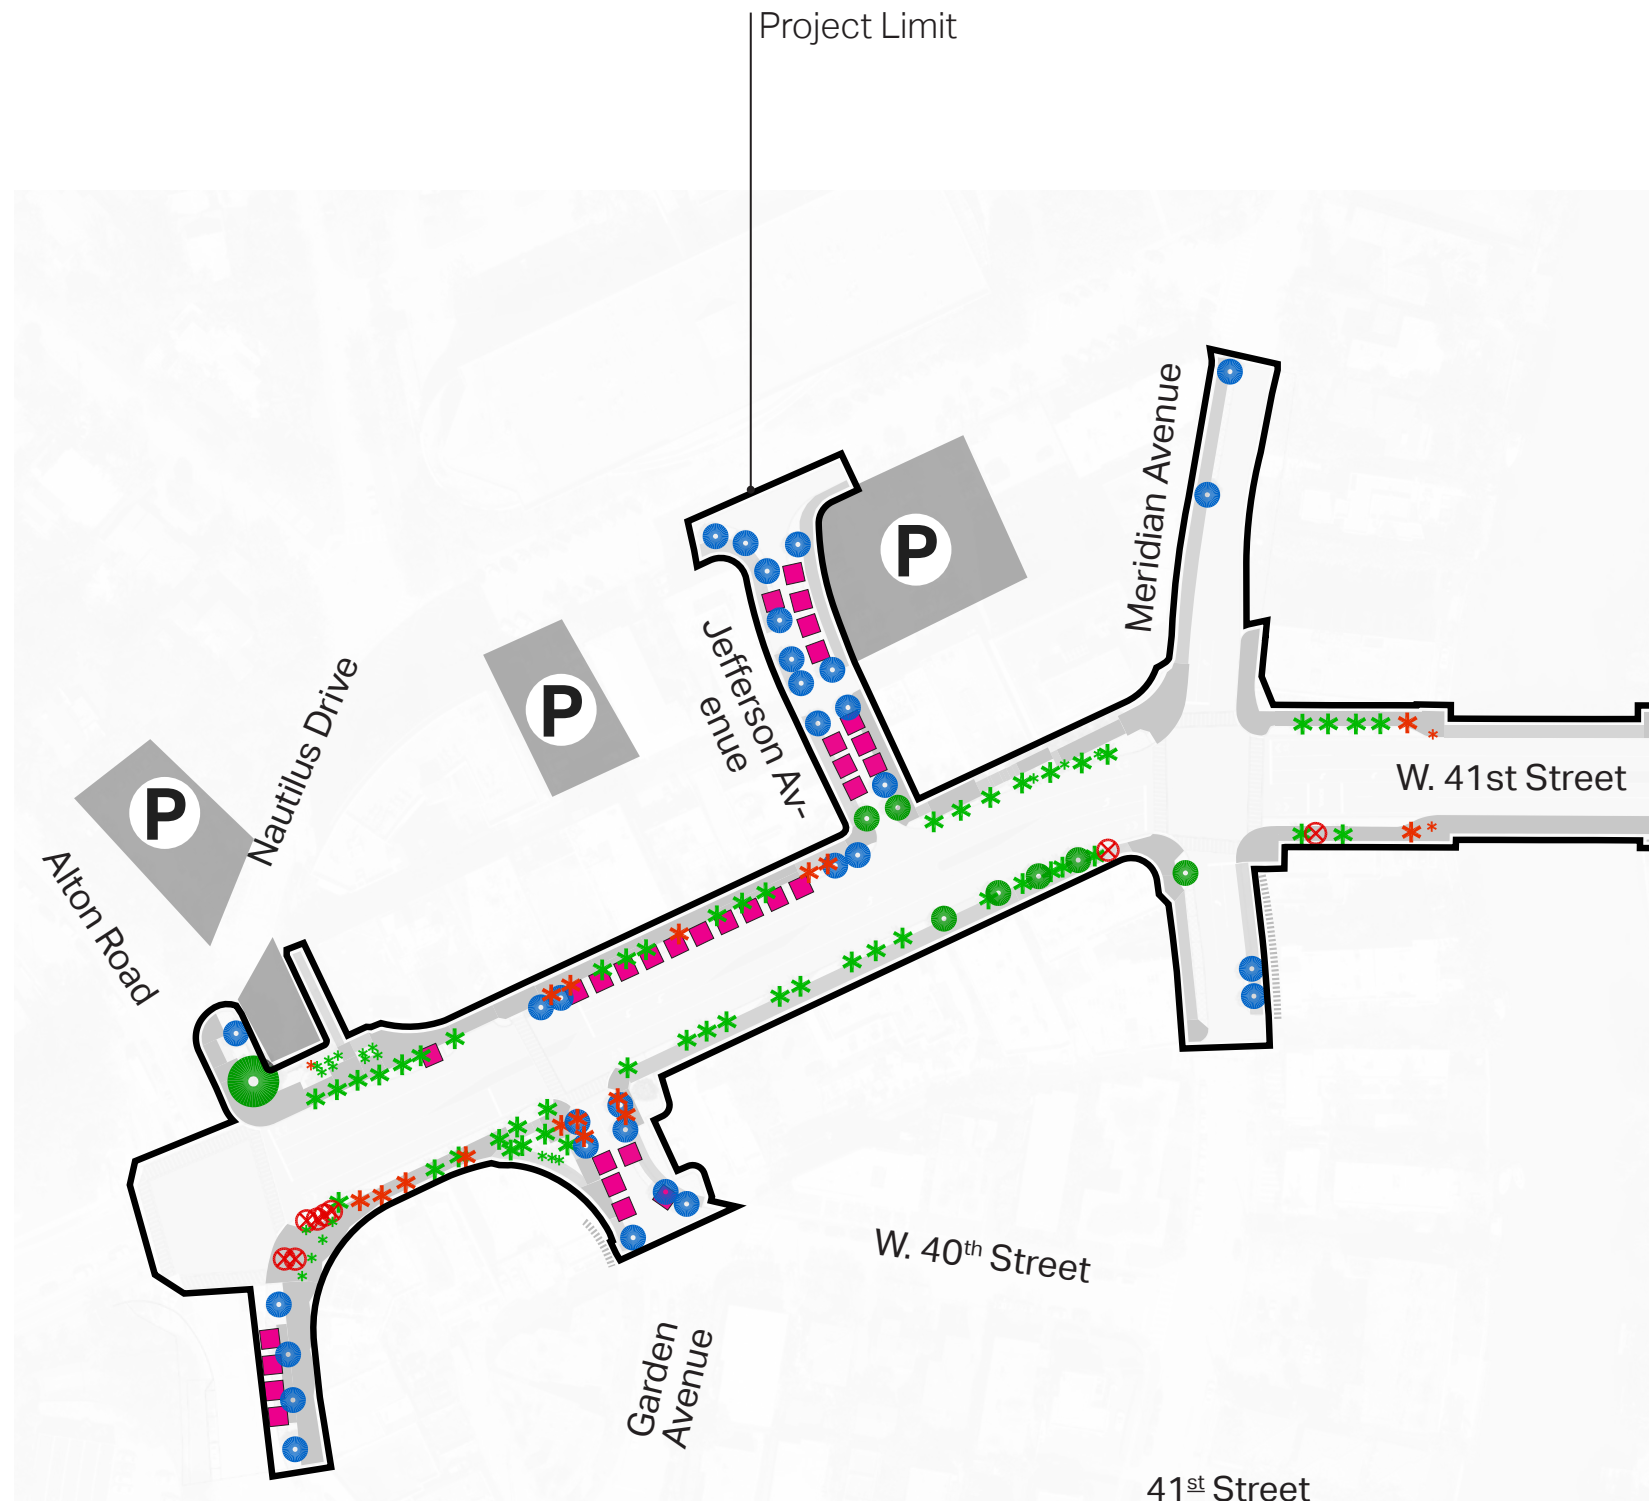 Project Limit
P
Meridian Avenue
Jefferson Av-
enue
P
Nautilus Drive
P
W. 41st Street
Alton Road
W. 40th Street
Garden
Avenue
41st Street